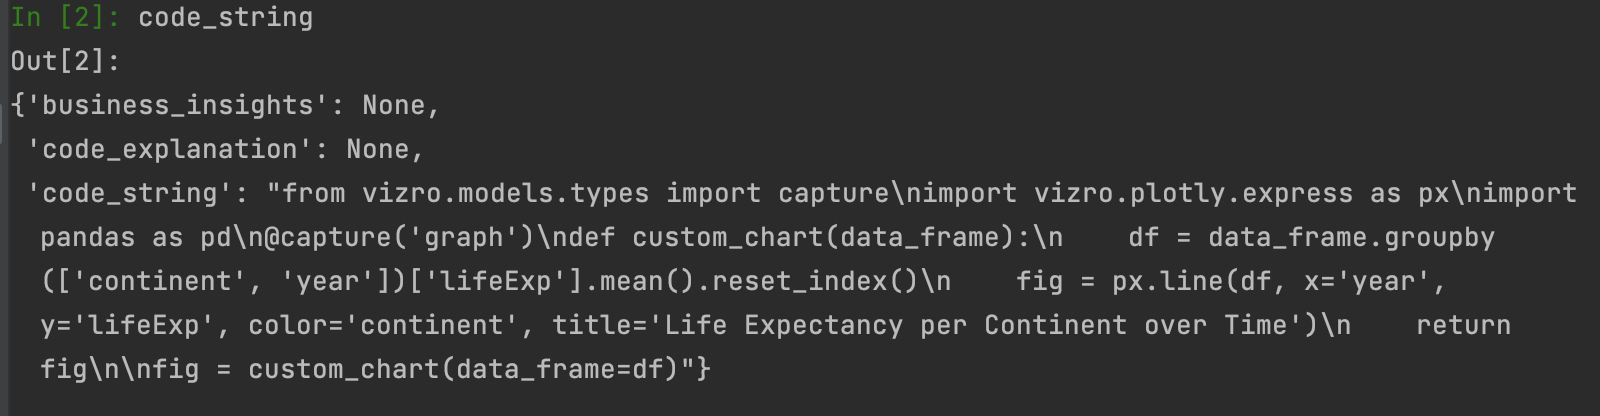 In [2]: code_string
Out[2]:
{'business_insights': None,
 'code_explanation': None,
 'code_string': "from vizro.models.types import capture\nimport vizro.plotly.express as px\nimport
  pandas as pd\n@capture('graph')\ndef custom_chart(data_frame):\n    df = data_frame.groupby
  (['continent', 'year'])['lifeExp'].mean().reset_index()\n    fig = px.line(df, x='year',
  y='lifeExp', color='continent', title='Life Expectancy per Continent over Time')\n    return
  fig\n\nfig = custom_chart(data_frame=df)"}